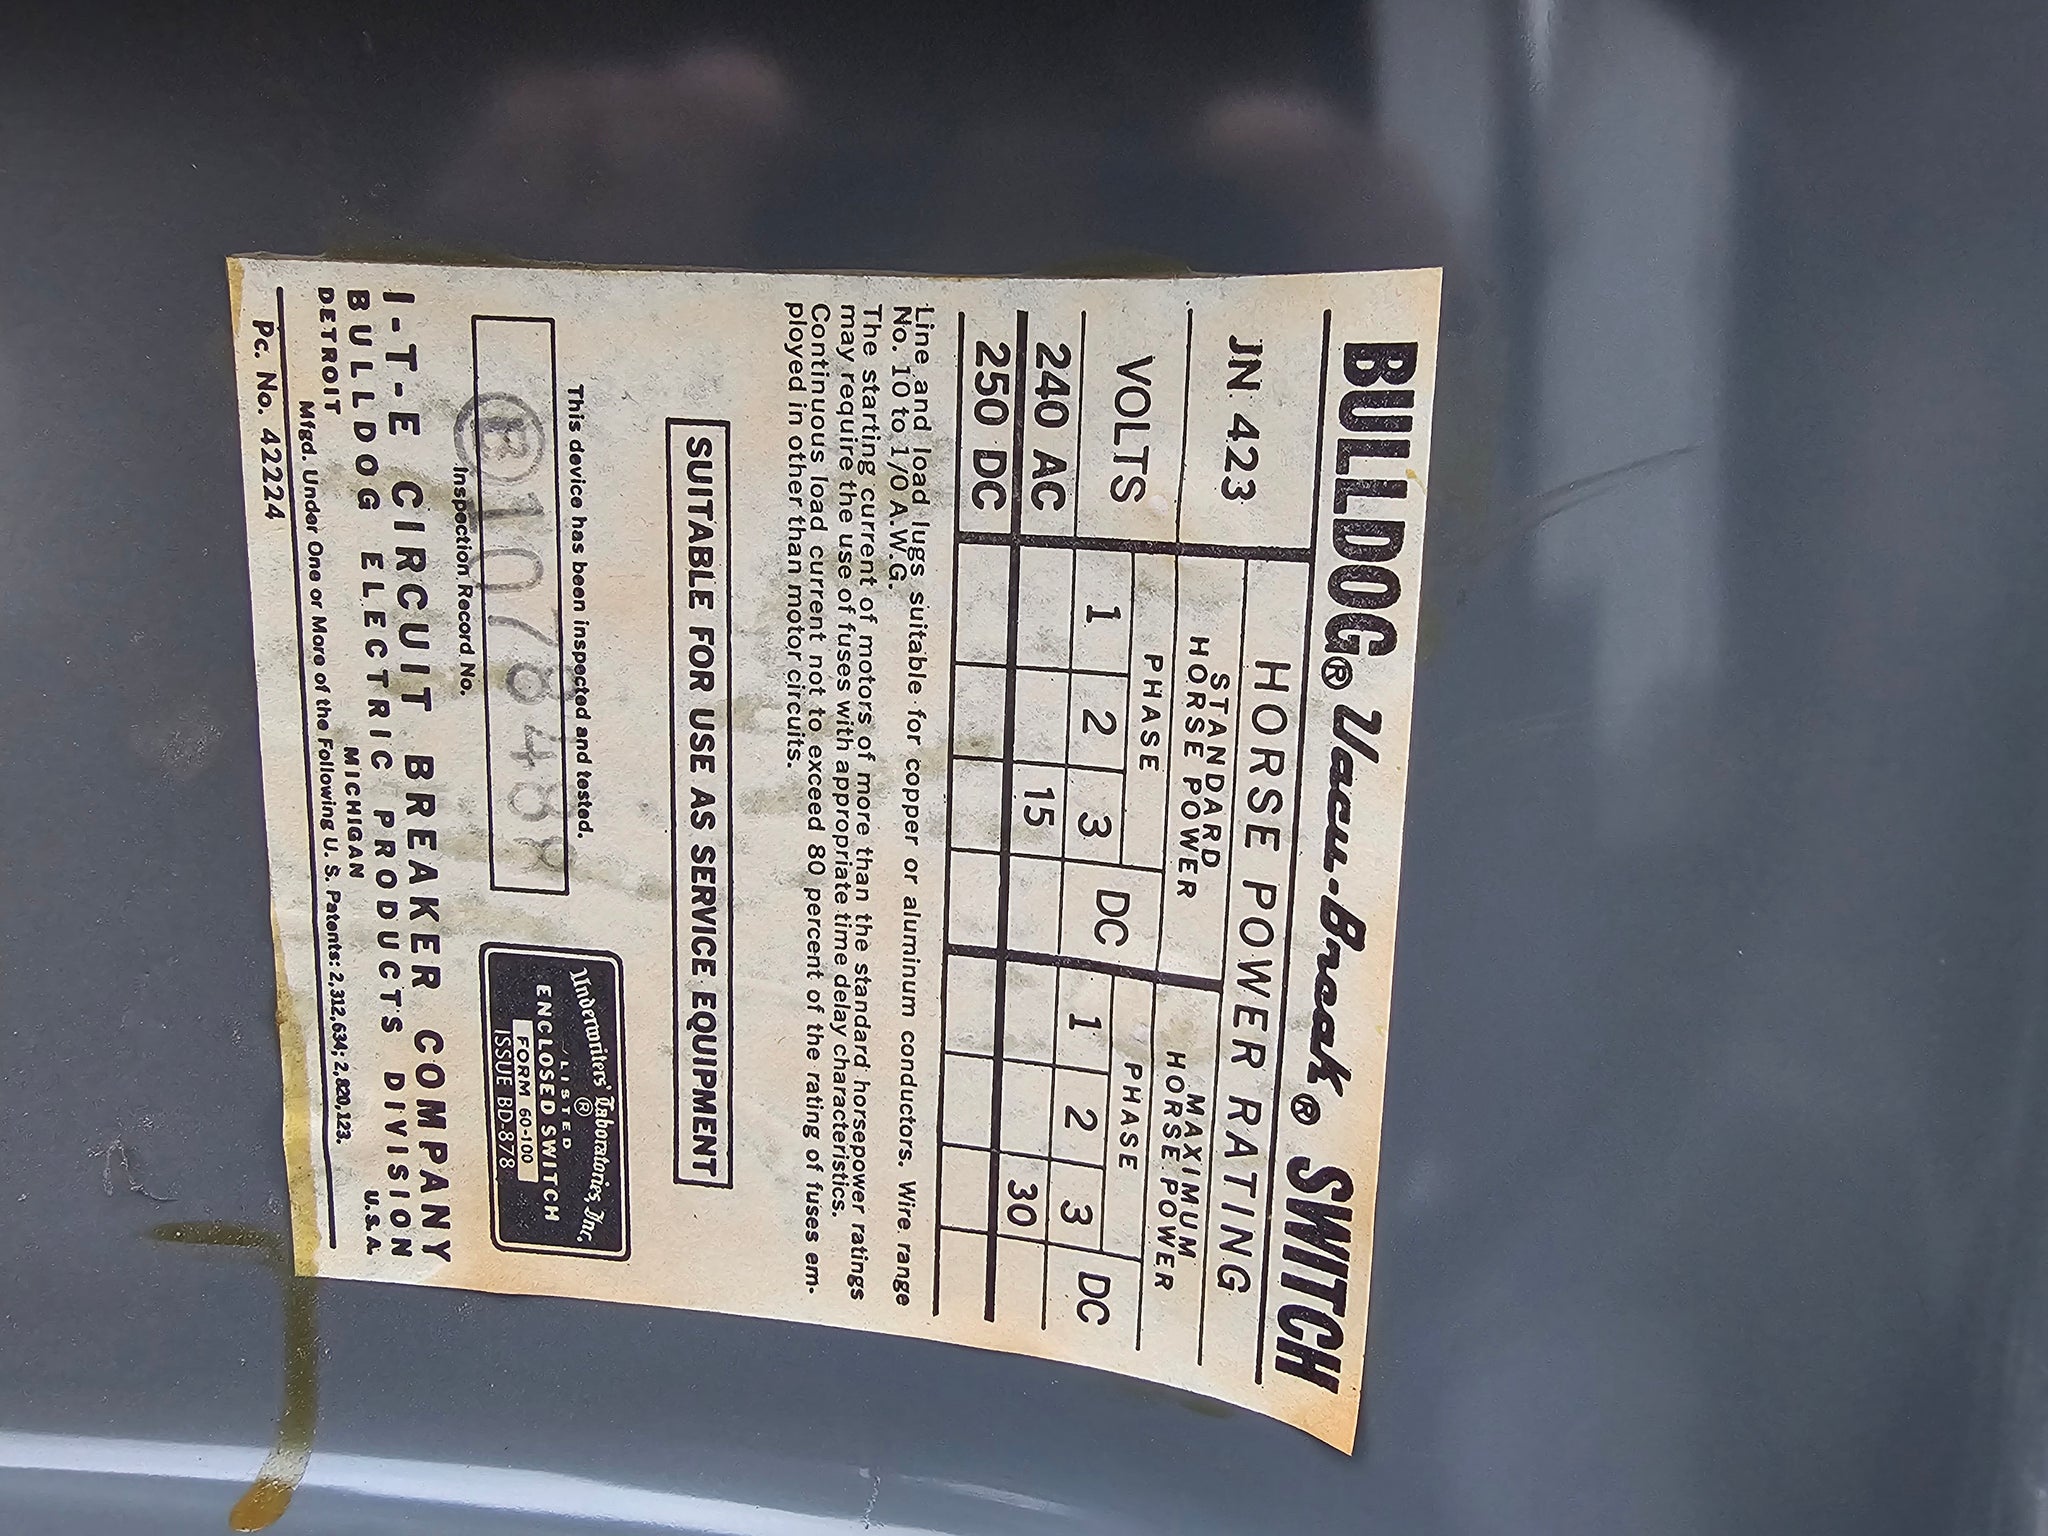 BULLDOG® Vacu-Break® SWITCH
JN 423
HORSE POWER RATING
STANDARD
HORSE POWER
MAXIMUM
HORSE POWER
VOLTS
PHASE
DC
PHASE
DC
1 2 3
1 2 3
240 AC 15 30
250 DC
Line and load lugs suitable for copper or aluminum conductors. Wire range
No. 10 to 1/0 A.W.G.
The starting current of motors of more than the standard horsepower ratings
may require the use of fuses with appropriate time delay characteristics.
Continuous load current not to exceed 80 percent of the rating of fuses em-
ployed in other than motor circuits.
SUITABLE FOR USE AS SERVICE EQUIPMENT
This device has been inspected and tested.
Inspection Record No.
Underwriters' Laboratories, Inc.
LISTED
®
ENCLOSED SWITCH
FORM 60-100
ISSUE BD-878
I-T-E CIRCUIT BREAKER COMPANY
BULLDOG ELECTRIC PRODUCTS DIVISION
DETROIT MICHIGAN U.S.A.
Mfgd. Under One or More of the Following U. S. Patents: 2,312,634; 2,820,123.
Pc. No. 42224